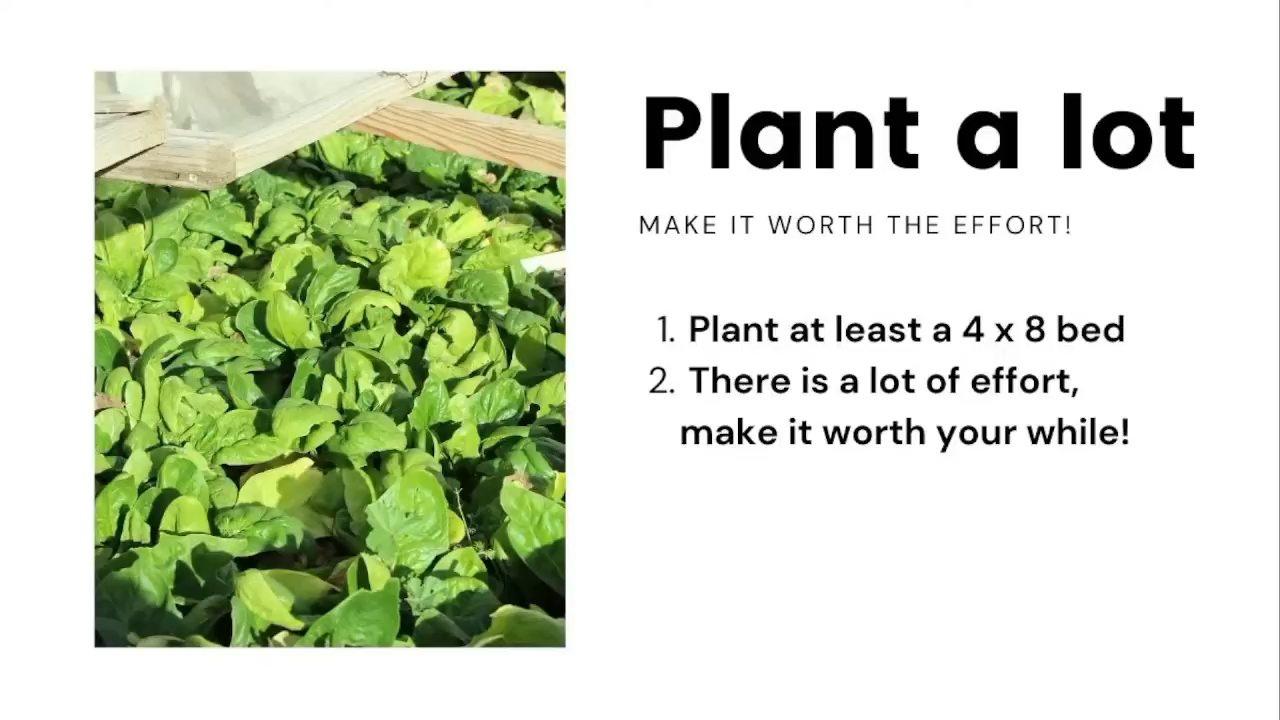 Plant a lot
MAKE IT WORTH THE EFFORT!
1. Plant at least a 4 x 8 bed
2. There is a lot of effort,
make it worth your while!